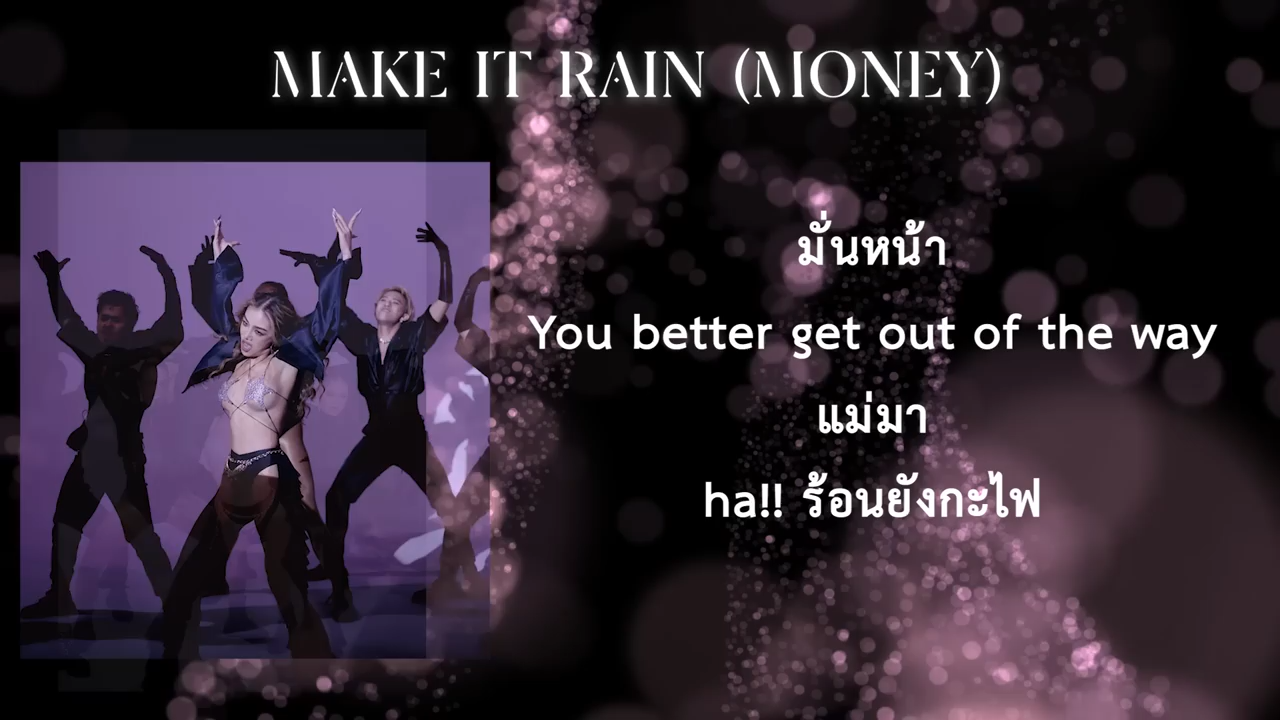 MAKE IT RAIN (MONEY)
มั่นหน้า
You better get out of the way
แม่มา
ha!! ร้อนยังกะไฟ